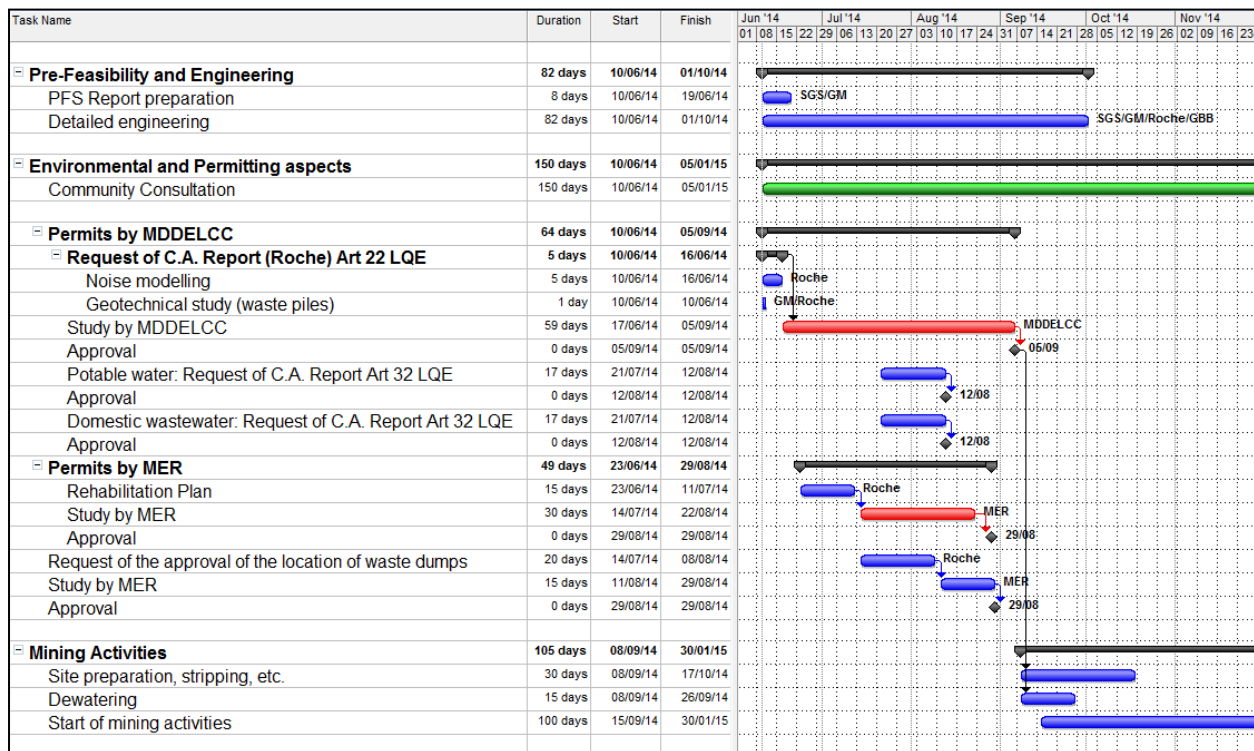 Task Name Duration Start Finish Jun '14 Jul '14 Aug '14 Sep '14 Oct '14 Nov '14
01 08 15 22 29 06 13 20 27 03 10 17 24 31 07 14 21 28 05 12 19 26 02 09 16 23
Pre-Feasibility and Engineering 82 days 10/06/14 01/10/14
PFS Report preparation 8 days 10/06/14 19/06/14 SGS/GM
Detailed engineering 82 days 10/06/14 01/10/14 SGS/GM/Roche/GBB
Environmental and Permitting aspects 150 days 10/06/14 05/01/15
Community Consultation 150 days 10/06/14 05/01/15
Permits by MDDELCC 64 days 10/06/14 05/09/14
Request of C.A. Report (Roche) Art 22 LQE 5 days 10/06/14 16/06/14
Noise modelling 5 days 10/06/14 16/06/14 Roche
Geotechnical study (waste piles) 1 day 10/06/14 10/06/14 GM/Roche
Study by MDDELCC 59 days 17/06/14 05/09/14 MDDELCC
Approval 0 days 05/09/14 05/09/14 05/09
Potable water: Request of C.A. Report Art 32 LQE 17 days 21/07/14 12/08/14
Approval 0 days 12/08/14 12/08/14 12/08
Domestic wastewater: Request of C.A. Report Art 32 LQE 17 days 21/07/14 12/08/14
Approval 0 days 12/08/14 12/08/14 12/08
Permits by MER 49 days 23/06/14 29/08/14
Rehabilitation Plan 15 days 23/06/14 11/07/14 Roche
Study by MER 30 days 14/07/14 22/08/14 MER
Approval 0 days 29/08/14 29/08/14 29/08
Request of the approval of the location of waste dumps 20 days 14/07/14 08/08/14 Roche
Study by MER 15 days 11/08/14 29/08/14 MER
Approval 0 days 29/08/14 29/08/14 29/08
Mining Activities 105 days 08/09/14 30/01/15
Site preparation, stripping, etc. 30 days 08/09/14 17/10/14
Dewatering 15 days 08/09/14 26/09/14
Start of mining activities 100 days 15/09/14 30/01/15